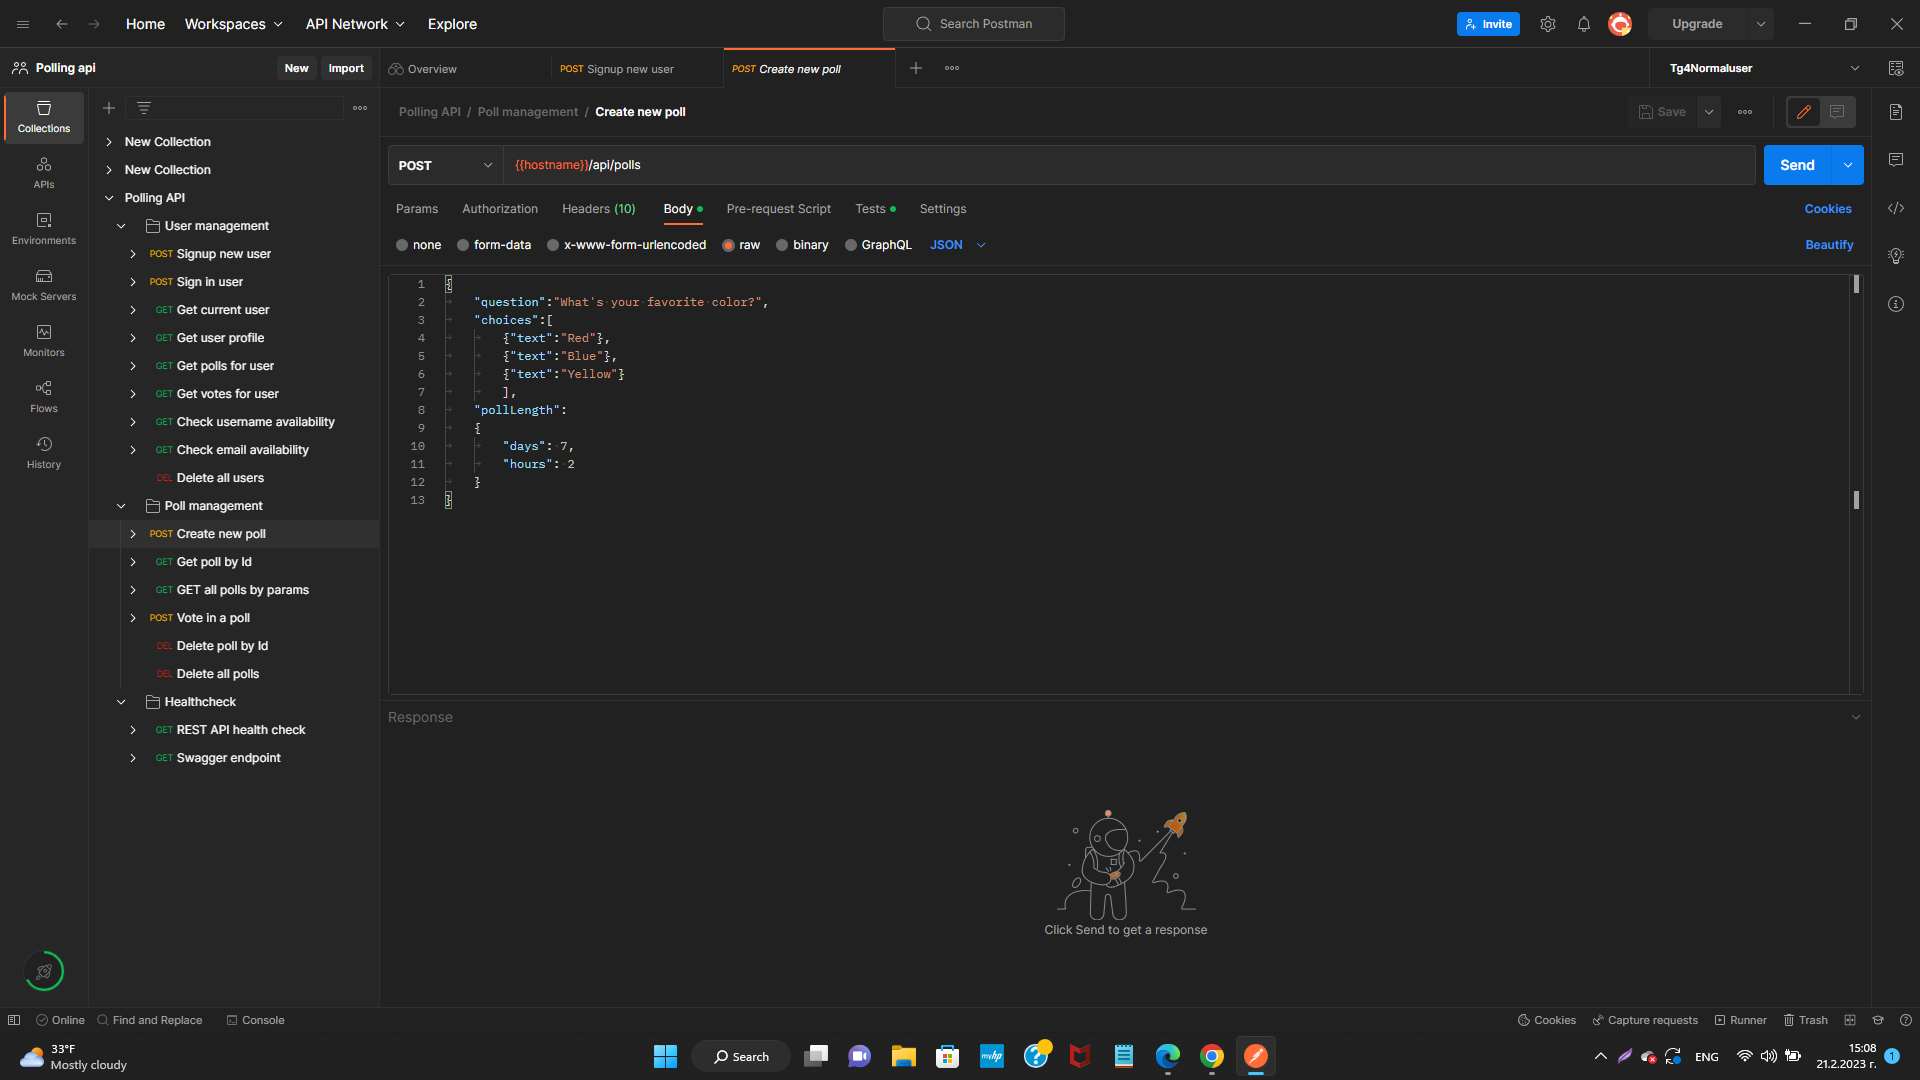 Home Workspaces API Network Explore Search Postman Invite Upgrade
Polling api New Import Overview POST Signup new user POST Create new poll Tg4Normaluser
Collections
APIs
Environments
Mock Servers
Monitors
Flows
History
New Collection
New Collection
Polling API
User management
POST Signup new user
POST Sign in user
GET Get current user
GET Get user profile
GET Get polls for user
GET Get votes for user
GET Check username availability
GET Check email availability
DEL Delete all users
Poll management
POST Create new poll
GET Get poll by Id
GET GET all polls by params
POST Vote in a poll
DEL Delete poll by Id
DEL Delete all polls
Healthcheck
GET REST API health check
GET Swagger endpoint
Polling API / Poll management / Create new poll Save
POST {{hostname}}/api/polls Send
Params Authorization Headers (10) Body Pre-request Script Tests Settings Cookies
none form-data x-www-form-urlencoded raw binary GraphQL JSON Beautify
1 {
2 "question":"What's your favorite color?",
3 "choices":[
4 {"text":"Red"},
5 {"text":"Blue"},
6 {"text":"Yellow"}
7 ],
8 "pollLength":
9 {
10 "days": 7,
11 "hours": 2
12 }
13 }
Response
Click Send to get a response
Online Find and Replace Console Cookies Capture requests Runner Trash
33°F
Mostly cloudy
Search
myhp
ENG
15:08
21.2.2023 г.
1